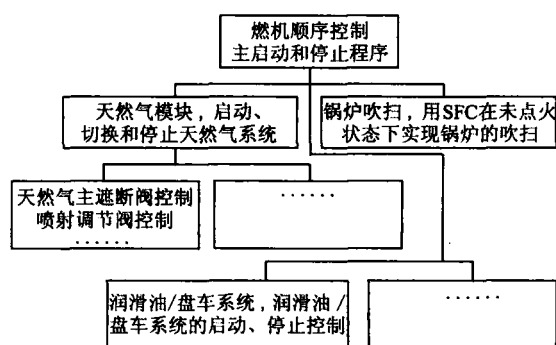 燃机顺序控制
主启动和停止程序
天然气模块，启动、
切换和停止天然气系统
锅炉吹扫，用SFC在未点火
状态下实现锅炉的吹扫
天然气主遮断阀控制
喷射调节阀控制
······
······
润滑油/盘车系统，润滑油/
盘车系统的启动、停止控制
······